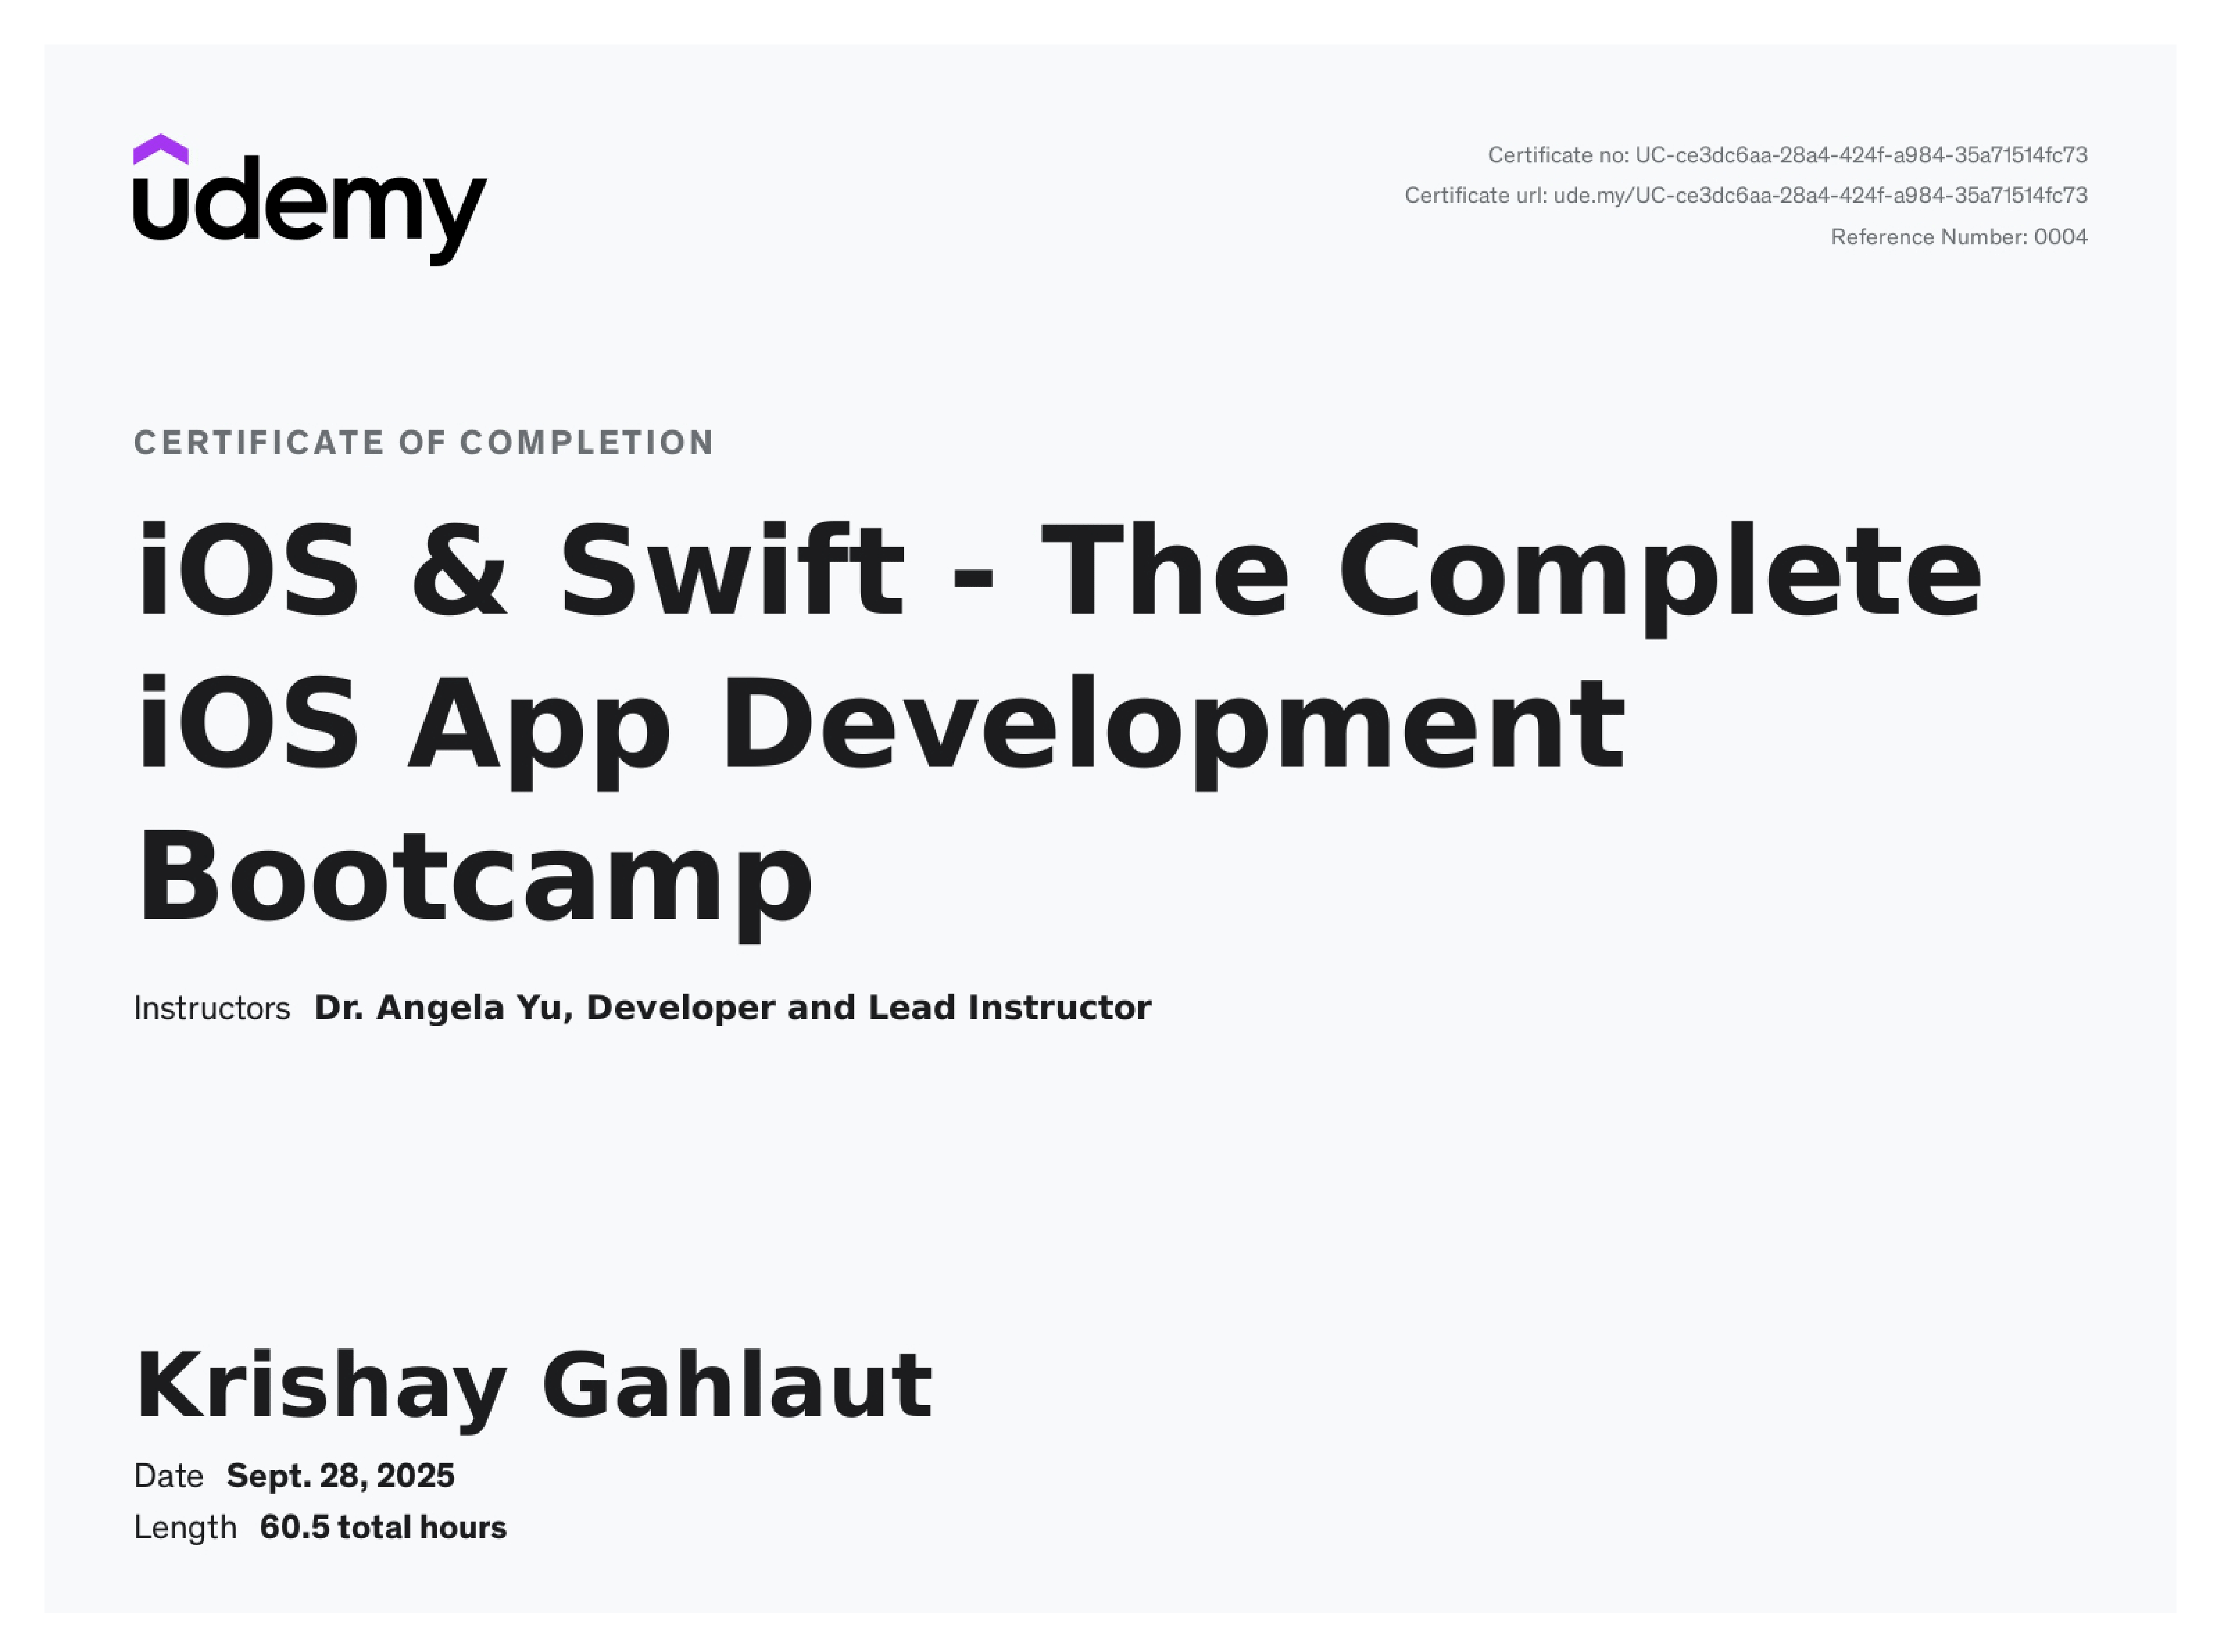 udemy
Certificate no: UC-ce3dc6aa-28a4-424f-a984-35a71514fc73
Certificate url: ude.my/UC-ce3dc6aa-28a4-424f-a984-35a71514fc73
Reference Number: 0004
CERTIFICATE OF COMPLETION
iOS & Swift - The Complete
iOS App Development
Bootcamp
Instructors Dr. Angela Yu, Developer and Lead Instructor
Krishay Gahlaut
Date Sept. 28, 2025
Length 60.5 total hours